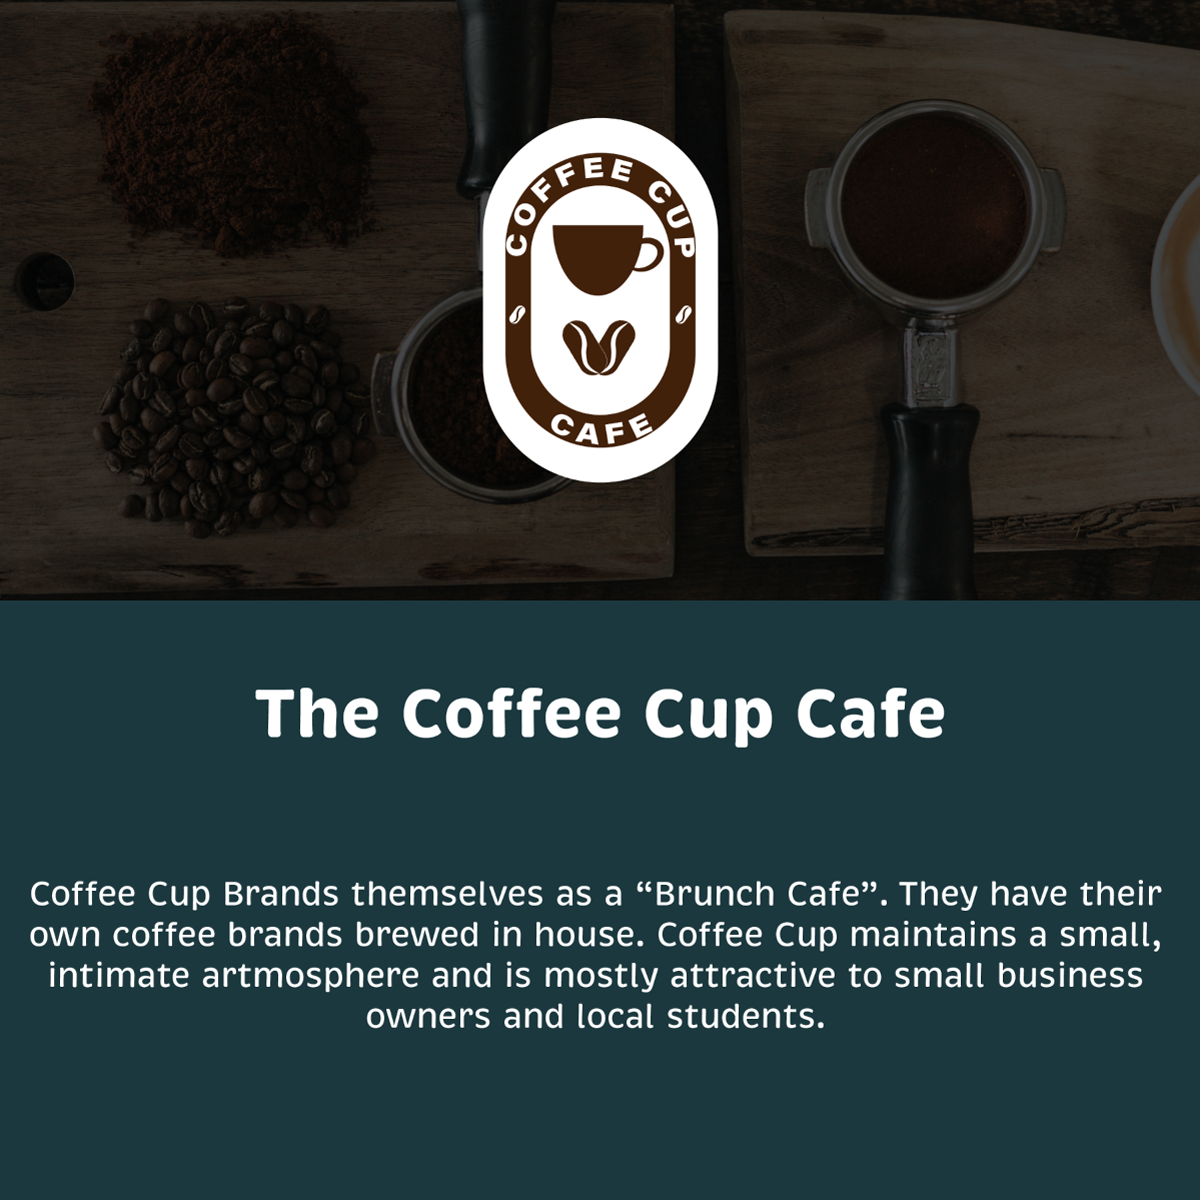 COFFEE CUP
CAFE
The Coffee Cup Cafe
Coffee Cup Brands themselves as a “Brunch Cafe”. They have their
own coffee brands brewed in house. Coffee Cup maintains a small,
intimate artmosphere and is mostly attractive to small business
owners and local students.